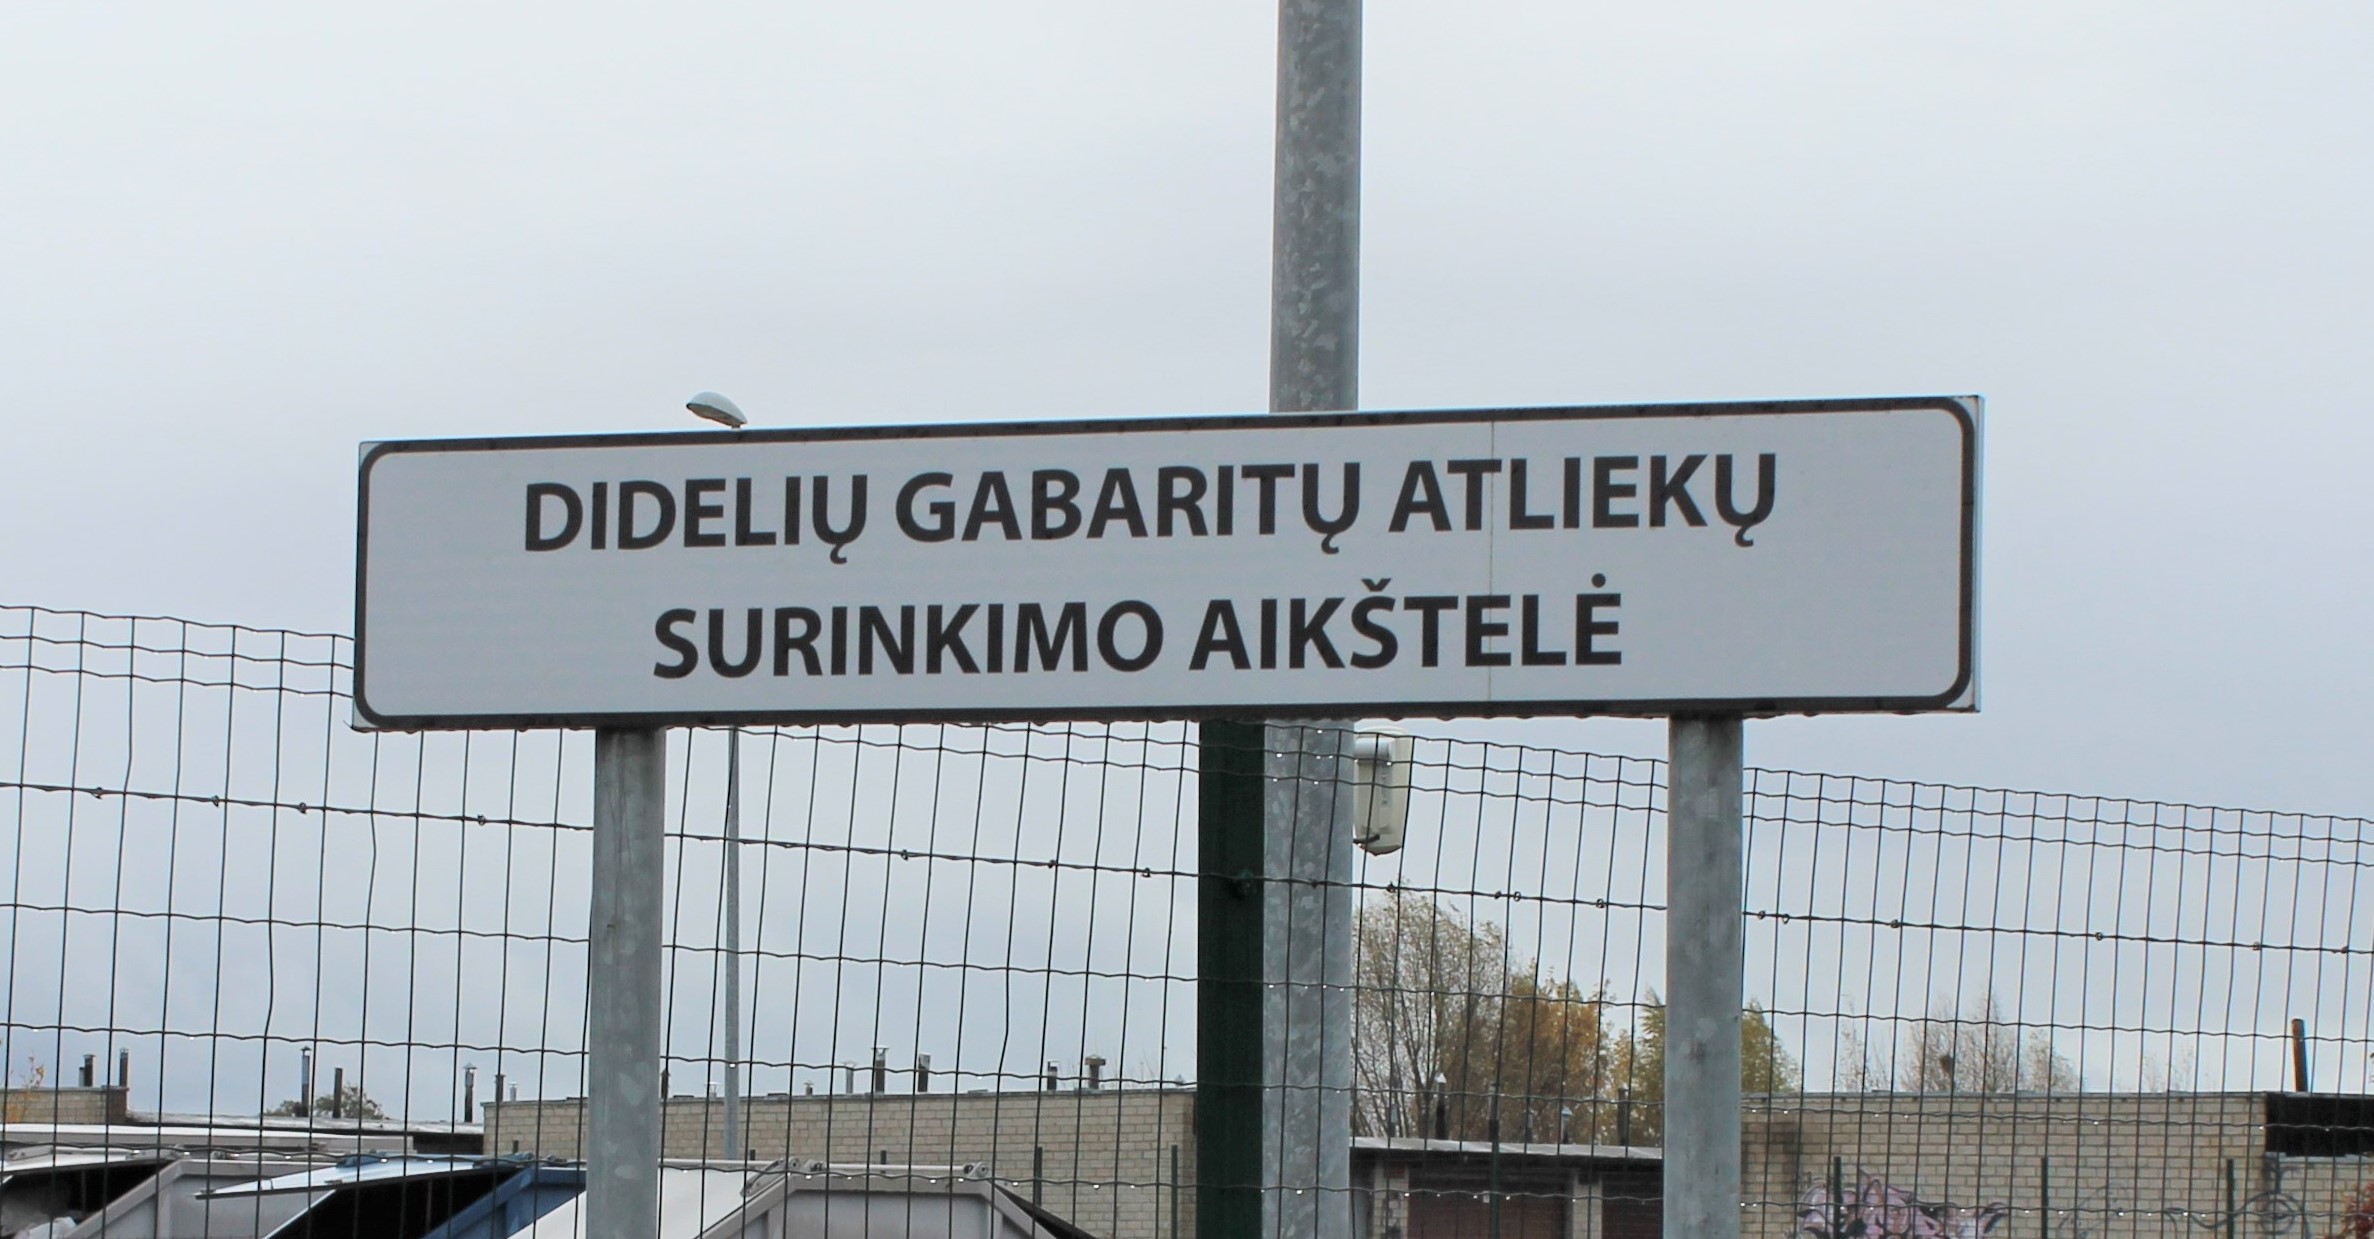 DIDELIŲ GABARITŲ ATLIEKŲ
SURINKIMO AIKŠTELĖ